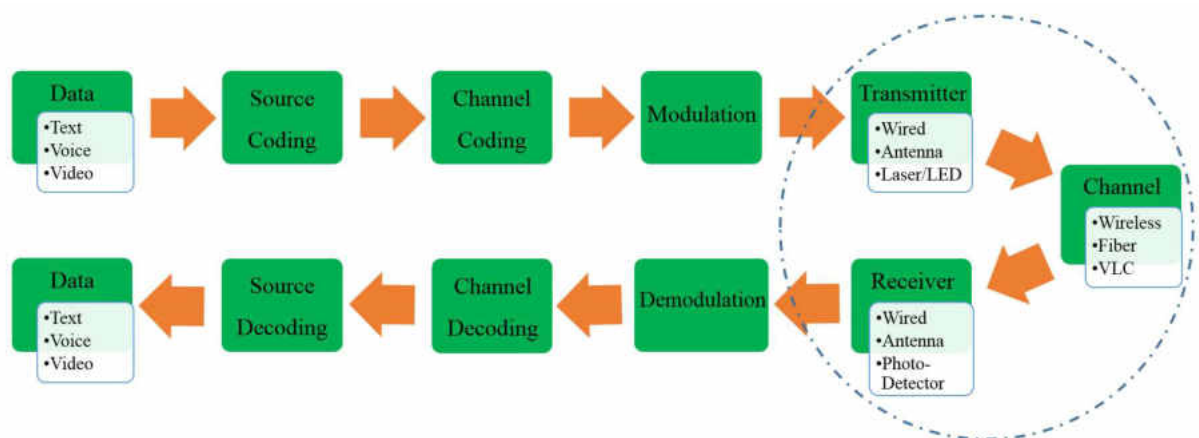 Data
•Text
•Voice
•Video
Source
Coding
Channel
Coding
Modulation
Transmitter
•Wired
•Antenna
•Laser/LED
Channel
•Wireless
•Fiber
•VLC
Data
•Text
•Voice
•Video
Source
Decoding
Channel
Decoding
Demodulation
Receiver
•Wired
•Antenna
•Photo-
Detector